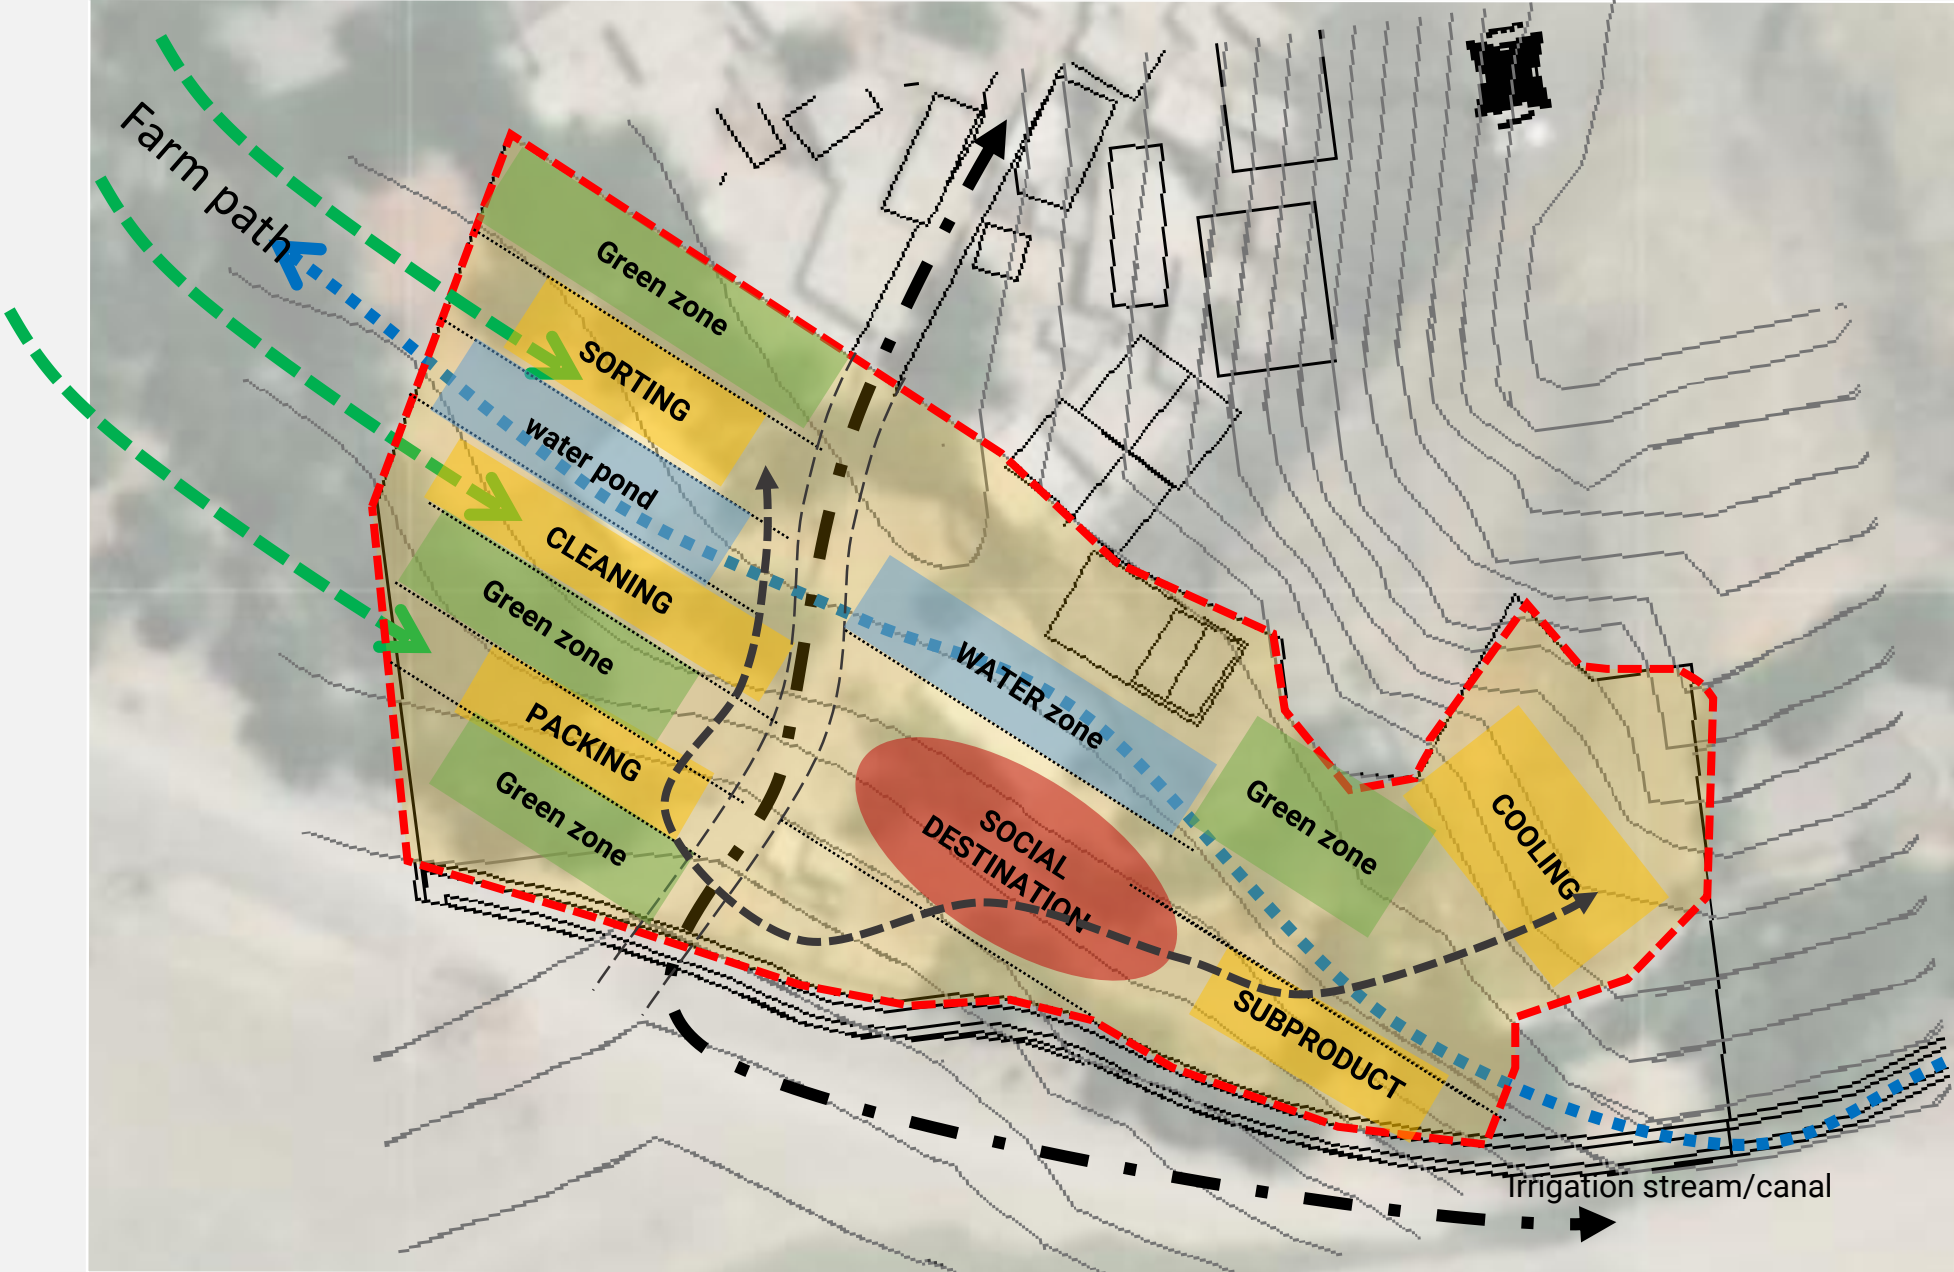 Farm path
Green zone
SORTING
water pond
CLEANING
Green zone
PACKING
Green zone
WATER zone
SOCIAL
DESTINATION
Green zone
COOLING
SUBPRODUCT
Irrigation stream/canal